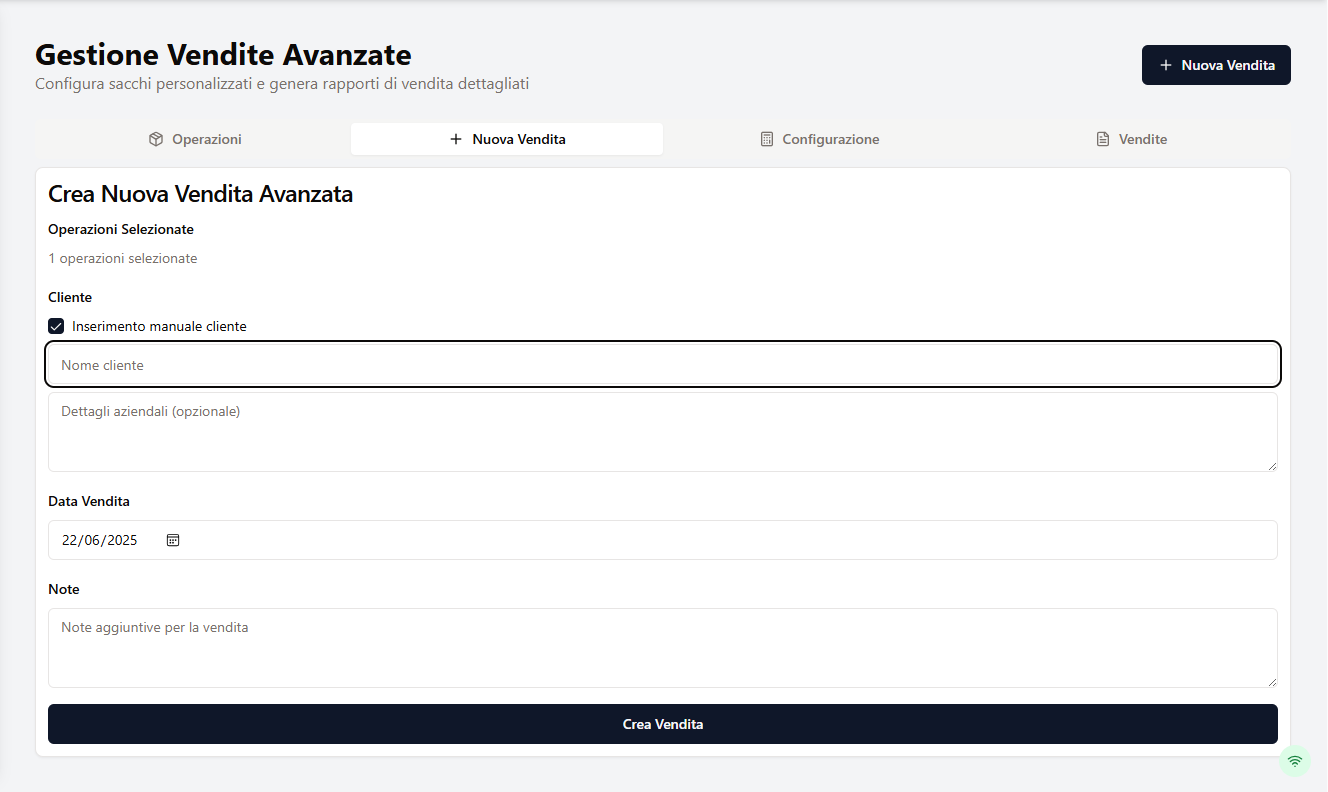 Gestione Vendite Avanzate
Configura sacchi personalizzati e genera rapporti di vendita dettagliati
Nuova Vendita
Operazioni
Nuova Vendita
Configurazione
Vendite
Crea Nuova Vendita Avanzata
Operazioni Selezionate
1 operazioni selezionate
Cliente
Inserimento manuale cliente
Nome cliente
Dettagli aziendali (opzionale)
Data Vendita
22/06/2025
Note
Note aggiuntive per la vendita
Crea Vendita